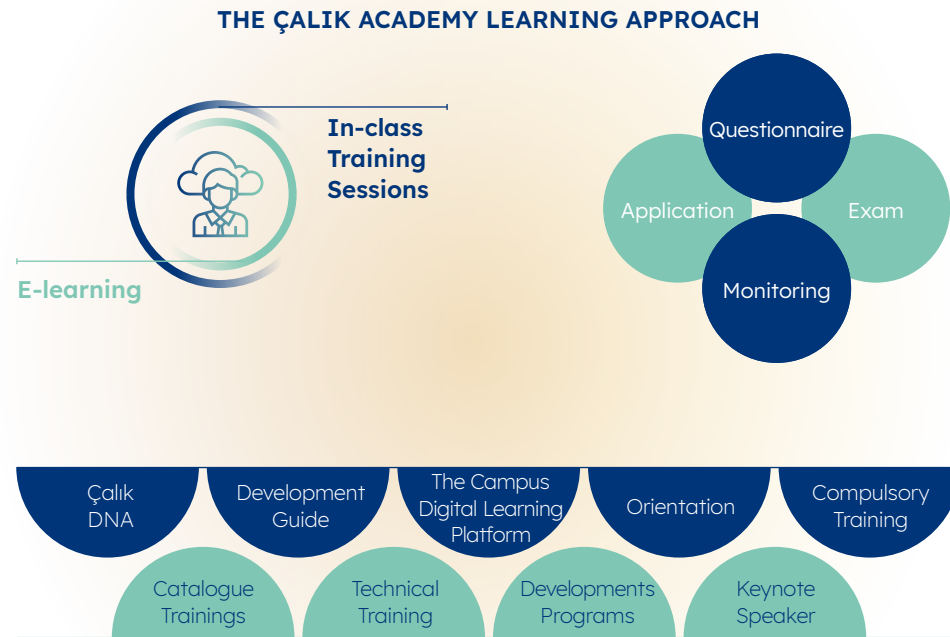 THE ÇALIK ACADEMY LEARNING APPROACH
In-class
Training
Sessions
E-learning
Questionnaire
Application
Exam
Monitoring
Çalık
DNA
Development
Guide
The Campus
Digital Learning
Platform
Orientation
Compulsory
Training
Catalogue
Trainings
Technical
Training
Developments
Programs
Keynote
Speaker